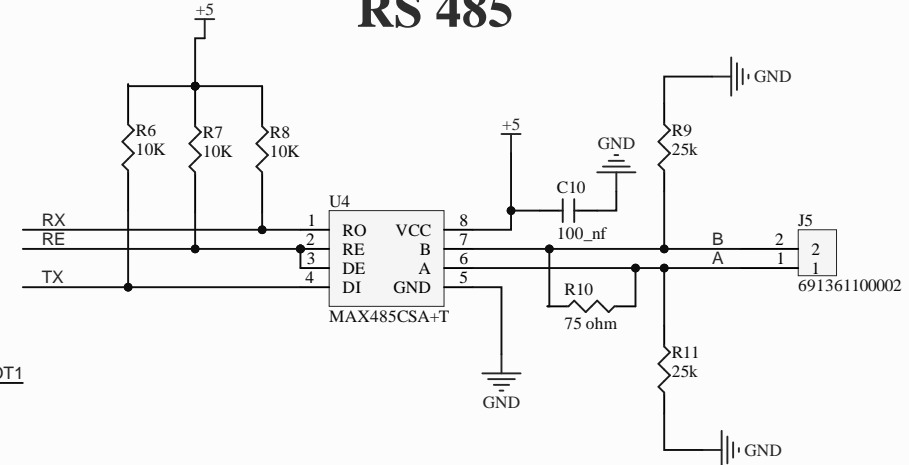 RS 485
+5
R6
10K
R7
10K
R8
10K
+5
GND
C10
100_nf
GND
R9
25k
U4
RX
RE
TX
1
2
3
4
RO
RE
DE
DI
VCC
B
A
GND
8
7
6
5
MAX485CSA+T
R10
75 ohm
B
A
2
1
J5
2
1
691361100002
R11
25k
GND
GND
OT1